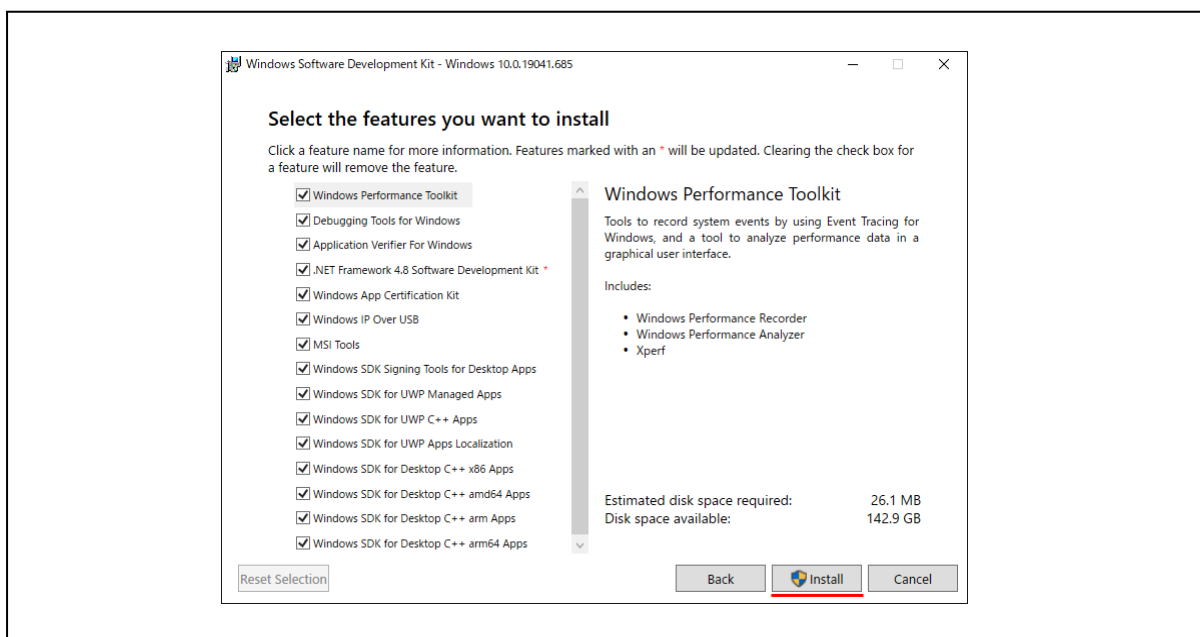 Windows Software Development Kit - Windows 10.0.19041.685
Select the features you want to install
Click a feature name for more information. Features marked with an * will be updated. Clearing the check box for
a feature will remove the feature.
Windows Performance Toolkit
Debugging Tools for Windows
Application Verifier For Windows
.NET Framework 4.8 Software Development Kit *
Windows App Certification Kit
Windows IP Over USB
MSI Tools
Windows SDK Signing Tools for Desktop Apps
Windows SDK for UWP Managed Apps
Windows SDK for UWP C++ Apps
Windows SDK for UWP Apps Localization
Windows SDK for Desktop C++ x86 Apps
Windows SDK for Desktop C++ amd64 Apps
Windows SDK for Desktop C++ arm Apps
Windows SDK for Desktop C++ arm64 Apps
Windows Performance Toolkit
Tools to record system events by using Event Tracing for
Windows, and a tool to analyze performance data in a
graphical user interface.
Includes:
• Windows Performance Recorder
• Windows Performance Analyzer
• Xperf
Estimated disk space required: 26.1 MB
Disk space available: 142.9 GB
Reset Selection
Back
Install
Cancel